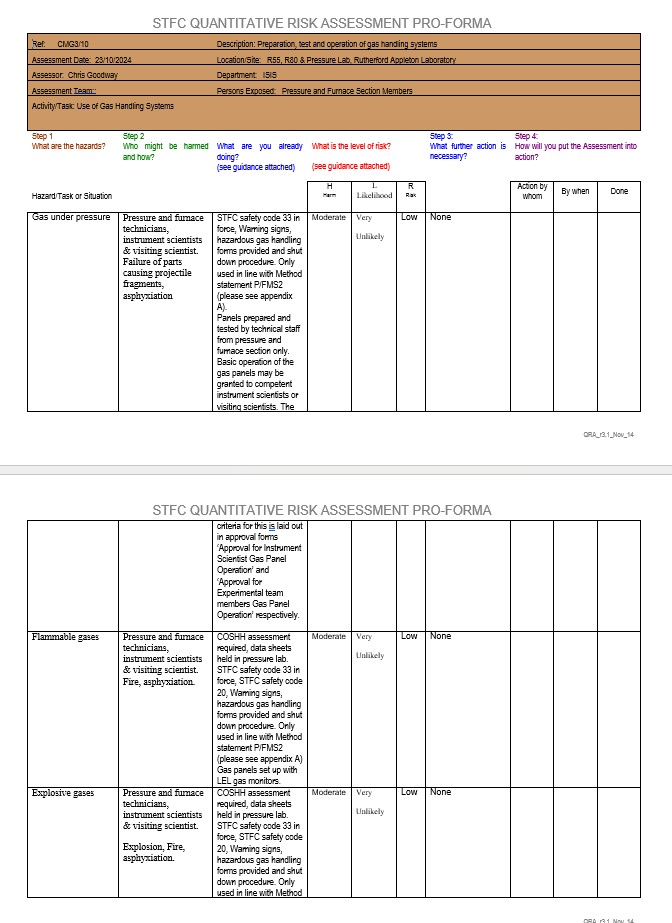 STFC QUANTITATIVE RISK ASSESSMENT PRO-FORMA
Ref: CMG3/10
Description: Preparation, test and operation of gas handling systems
Assessment Date: 23/10/2024
Location/Site: R55, R80 & Pressure Lab, Rutherford Appleton Laboratory
Assessor: Chris Goodway
Department: ISIS
Assessment Team::
Persons Exposed: Pressure and Furnace Section Members
Activity/Task: Use of Gas Handling Systems
Step 1
What are the hazards?
Step 2
Who might be harmed
and how?
What are you already
doing?
(see guidance attached)
What is the level of risk?
(see guidance attached)
Step 3:
What further action is
necessary?
Step 4:
How will you put the Assessment into
action?
Hazard/Task or Situation
H
Harm
L
Likelihood
R
Risk
Action by
whom
By when
Done
Gas under pressure
Pressure and furnace
technicians,
instrument scientists
& visiting scientist.
Failure of parts
causing projectile
fragments,
asphyxiation
STFC safety code 33 in
force, Warning signs,
hazardous gas handling
forms provided and shut
down procedure. Only
used in line with Method
statement P/FMS2
(please see appendix
A).
Panels prepared and
tested by technical staff
from pressure and
furnace section only.
Basic operation of the
gas panels may be
granted to competent
instrument scientists or
visiting scientists. The
Moderate
Very
Unlikely
Low
None
QRA_r3.1_Nov_14
STFC QUANTITATIVE RISK ASSESSMENT PRO-FORMA
criteria for this is laid out
in approval forms
'Approval for Instrument
Scientist Gas Panel
Operation' and
'Approval for
Experimental team
members Gas Panel
Operation' respectively.
Flammable gases
Pressure and furnace
technicians,
instrument scientists
& visiting scientist.
Fire, asphyxiation.
COSHH assessment
required, data sheets
held in pressure lab.
STFC safety code 33 in
force, STFC safety code
20, Warning signs,
hazardous gas handling
forms provided and shut
down procedure. Only
used in line with Method
statement P/FMS2
(please see appendix A)
Gas panels set up with
LEL gas monitors.
Moderate
Very
Unlikely
Low
None
Explosive gases
Pressure and furnace
technicians,
instrument scientists
& visiting scientist.
Explosion, Fire,
asphyxiation.
COSHH assessment
required, data sheets
held in pressure lab.
STFC safety code 33 in
force, STFC safety code
20, Warning signs,
hazardous gas handling
forms provided and shut
down procedure. Only
used in line with Method
Moderate
Very
Unlikely
Low
None
QRA_r3.1_Nov_14